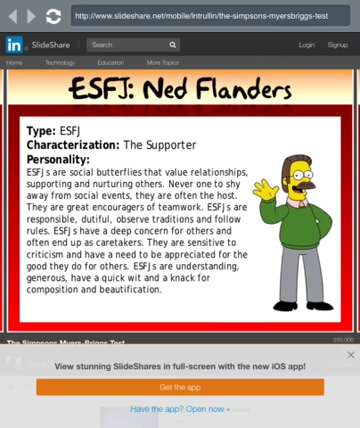 http://www.slideshare.net/mobile/lntrullin/the-simpsons-myersbriggs-test
in SlideShare Search Login Signup
Home Technology Education More Topics
ESFJ: Ned Flanders
Type: ESFJ
Characterization: The Supporter
Personality:
ESFJs are social butterflies that value relationships,
supporting and nurturing others. Never one to shy
away from social events, they are often the host.
They are great encouragers of teamwork. ESFJs are
responsible, dutiful, observe traditions and follow
rules. ESFJs have a deep concern for others and
often end up as caretakers. They are sensitive to
criticism and have a need to be appreciated for the
good they do for others. ESFJs are understanding,
generous, have a quick wit and a knack for
composition and beautification.
The Simpsons Myers-Briggs Test
View stunning SlideShares in full-screen with the new iOS app!
Get the app
Have the app? Open now »